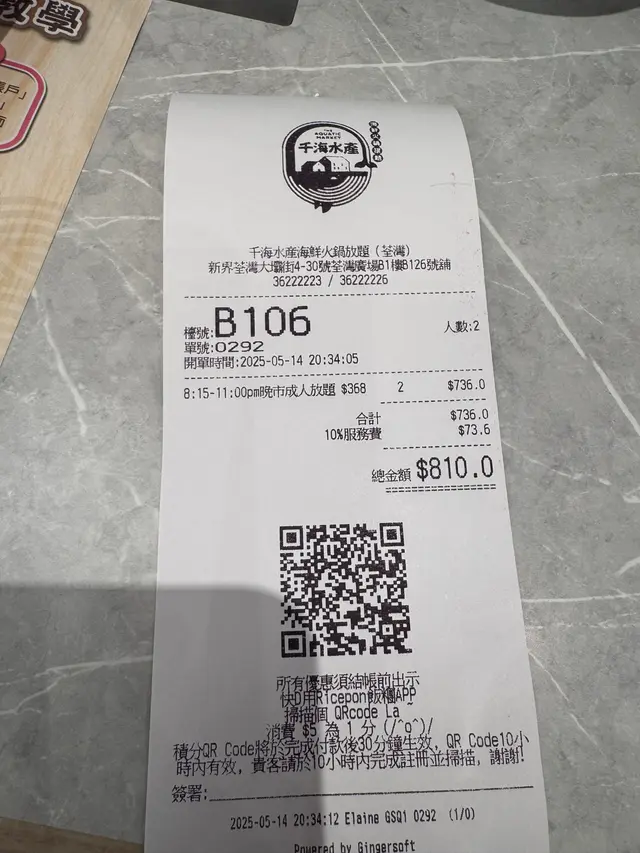 教學
帳戶」
THE
AQUATIC
MARKET
千海水產
千海水產海鮮火鍋放題（荃灣）
新界荃灣大壩街4-30號荃灣廣場B1樓B126號舖
36222223 / 36222226
檯號:B106
人數:2
單號:0292
開單時間:2025-05-14 20:34:05
8:15-11:00pm晚市成人放題 $368 2 $736.0
合計 $736.0
10%服務費 $73.6
總金額 $810.0
所有優惠須結帳前出示
快D用Ricepon飯糰APP
掃描個 QRcode La~
消費 $5 為 1 分 (/^o^)/
積分QR Code將於完成付款後30分鐘生效, QR Code10小
時內有效, 貴客請於10小時內完成註冊並掃描, 謝謝!
簽署:
2025-05-14 20:34:12 Elaine GSQ1 0292 (1/0)
Powered by Gingersoft